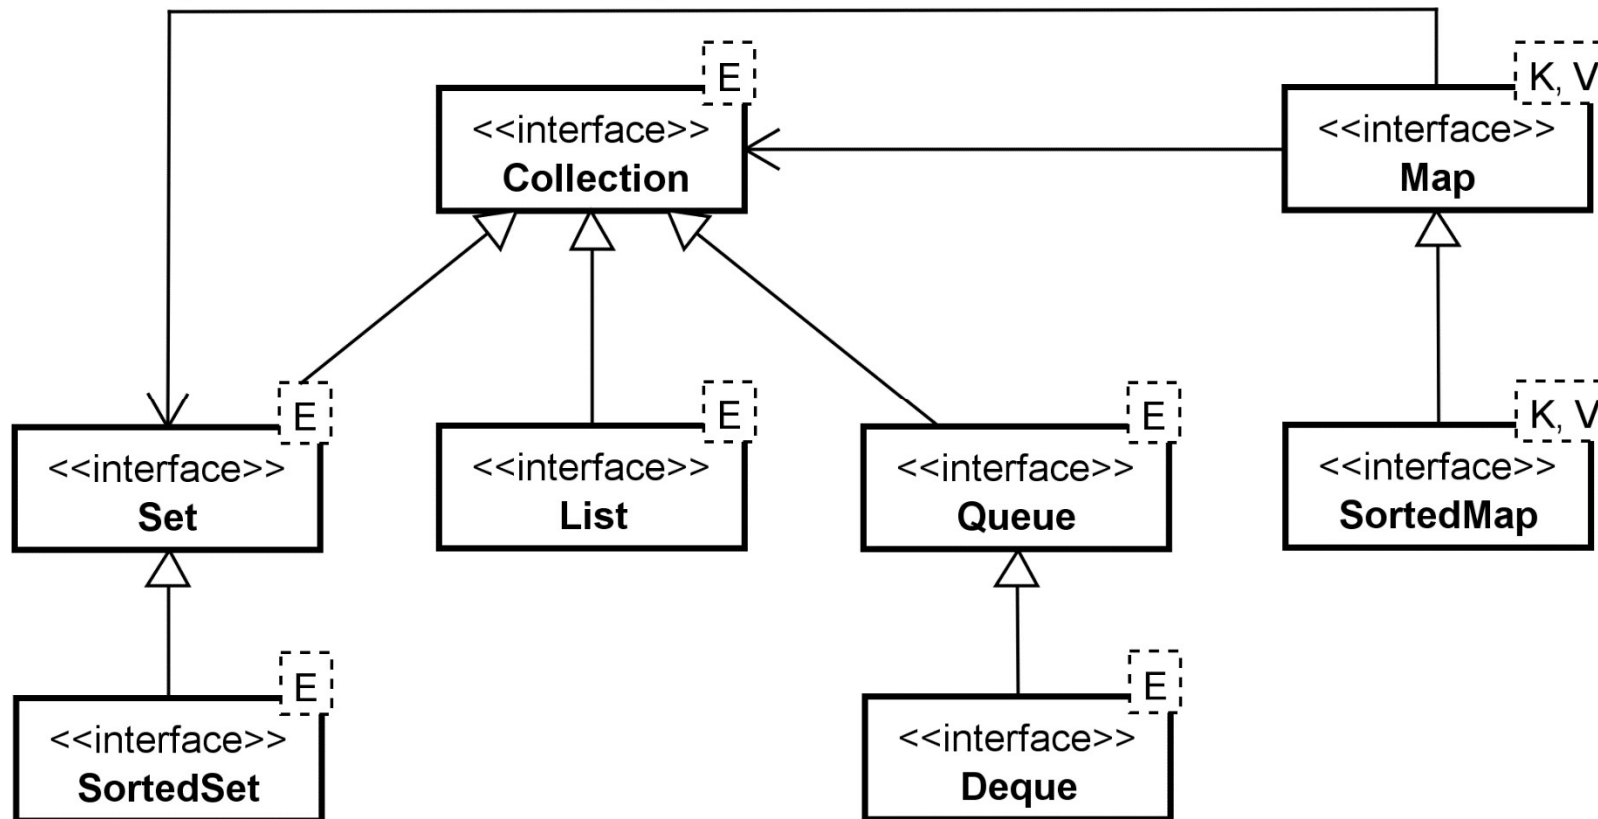 E
<<interface>>
Collection
K, V
<<interface>>
Map
E
<<interface>>
Set
E
<<interface>>
List
E
<<interface>>
Queue
K, V
<<interface>>
SortedMap
E
<<interface>>
SortedSet
E
<<interface>>
Deque